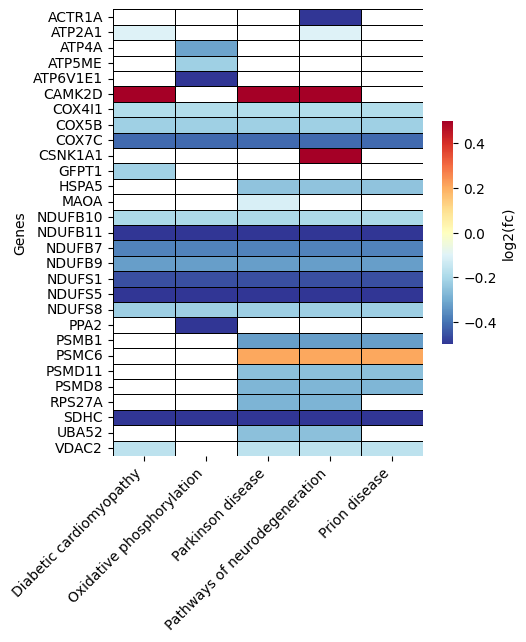 Genes
ACTR1A
ATP2A1
ATP4A
ATP5ME
ATP6V1E1
CAMK2D
COX4I1
COX5B
COX7C
CSNK1A1
GFPT1
HSPA5
MAOA
NDUFB10
NDUFB11
NDUFB7
NDUFB9
NDUFS1
NDUFS5
NDUFS8
PPA2
PSMB1
PSMC6
PSMD11
PSMD8
RPS27A
SDHC
UBA52
VDAC2
Diabetic cardiomyopathy
Oxidative phosphorylation
Parkinson disease
Pathways of neurodegeneration
Prion disease
0.4
0.2
0.0
−0.2
−0.4
log2(fc)